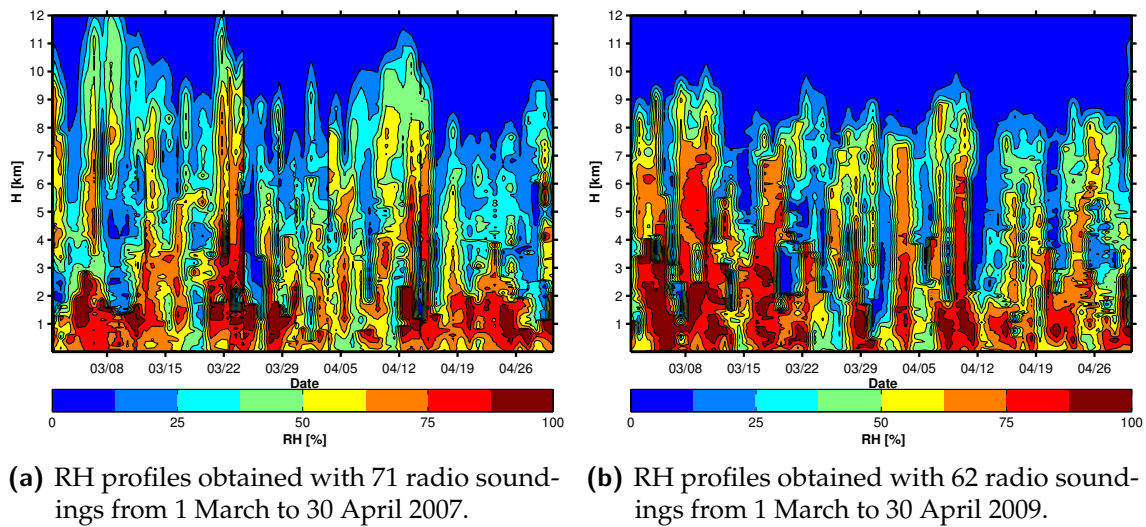 12
11
10
9
8
7
6
5
4
3
2
1
H [km]
03/08 03/15 03/22 03/29 04/05 04/12 04/19 04/26
Date
0 25 50 75 100
RH [%]
(a) RH profiles obtained with 71 radio sound-
ings from 1 March to 30 April 2007.
12
11
10
9
8
7
6
5
4
3
2
1
H [km]
03/08 03/15 03/22 03/29 04/05 04/12 04/19 04/26
Date
0 25 50 75 100
RH [%]
(b) RH profiles obtained with 62 radio sound-
ings from 1 March to 30 April 2009.